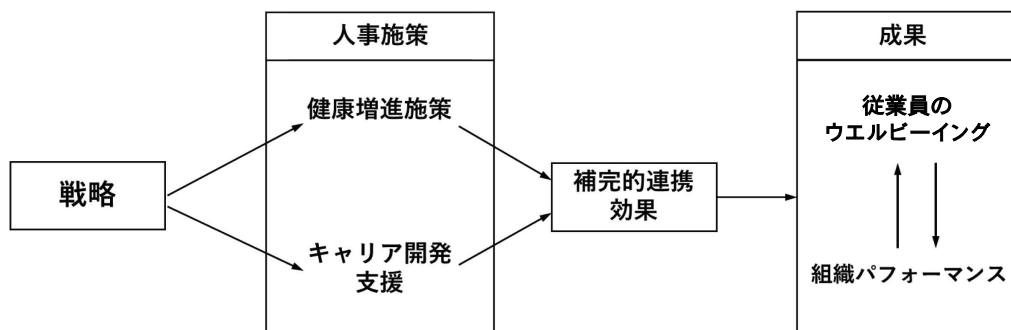 戦略
人事施策
健康増進施策
キャリア開発
支援
補完的連携
効果
成果
従業員の
ウエルビーイング
組織パフォーマンス